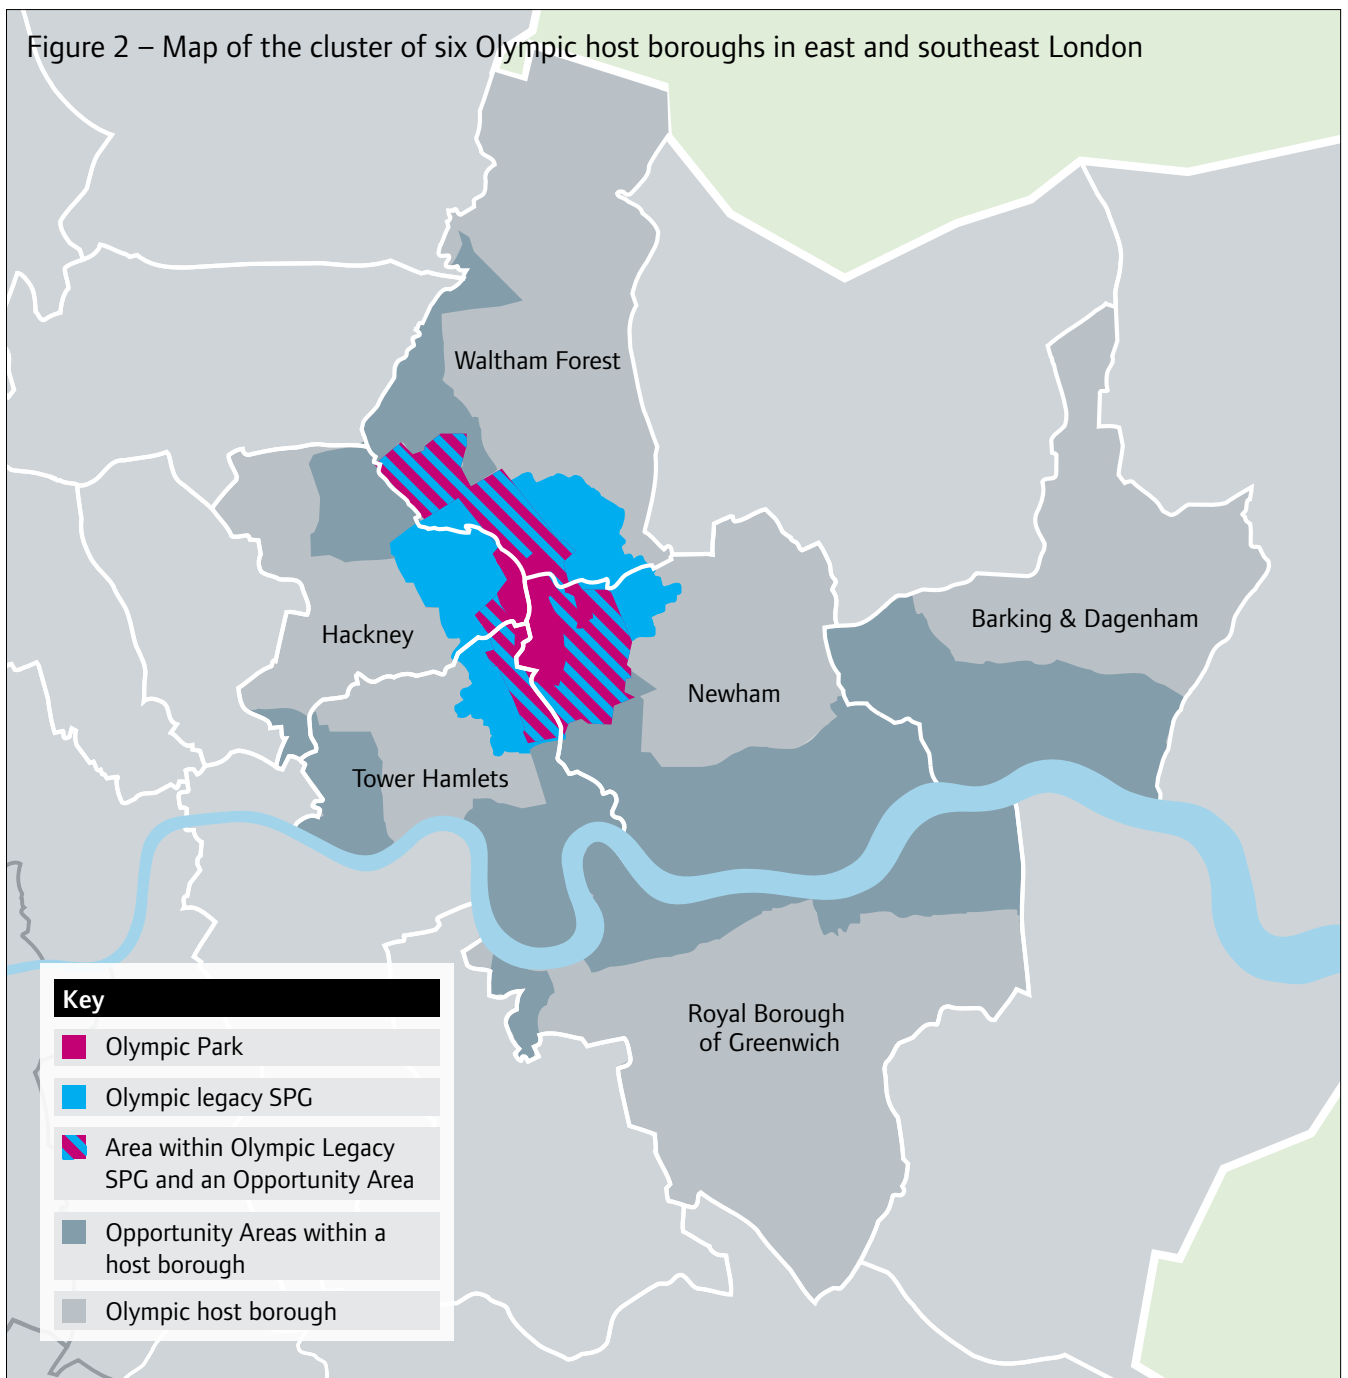 Figure 2 – Map of the cluster of six Olympic host boroughs in east and southeast London
Waltham Forest
Barking & Dagenham
Hackney
Newham
Tower Hamlets
Royal Borough
of Greenwich
Key
Olympic Park
Olympic legacy SPG
Area within Olympic Legacy
SPG and an Opportunity Area
Opportunity Areas within a
host borough
Olympic host borough